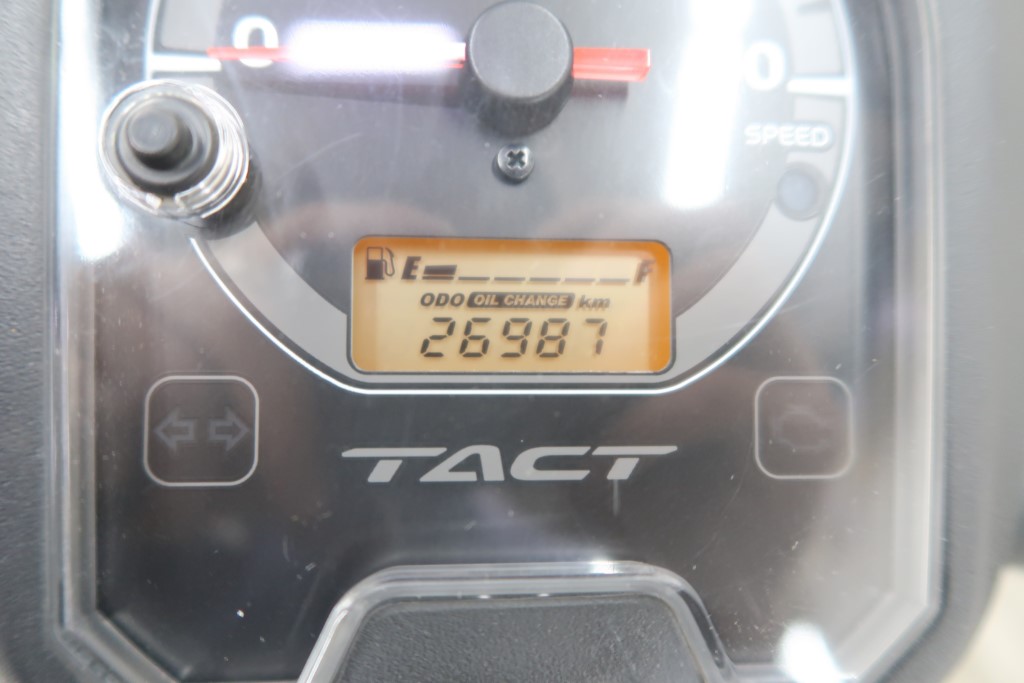 0 0
SPEED
E F
ODO OIL CHANGE km
26987
TACT